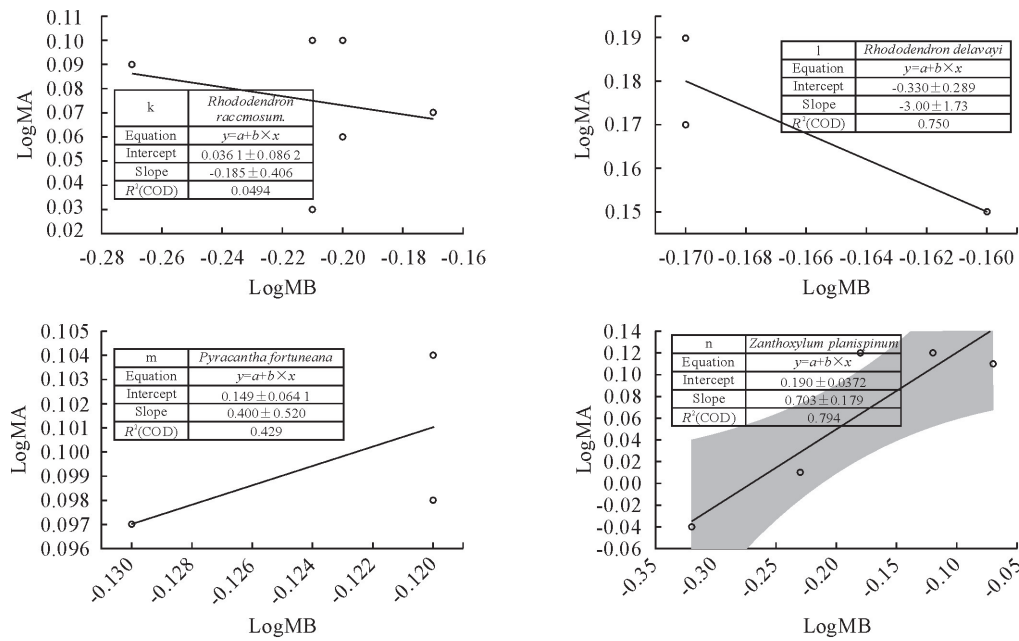 0.11
0.10
0.09
0.08
0.07
0.06
0.05
0.04
0.03
0.02
LogMA
k Rhododendron
raccmosum.
Equation y=a+b×x
Intercept 0.036 1±0.086 2
Slope -0.185±0.406
R²(COD) 0.0494
-0.28 -0.26 -0.24 -0.22 -0.20 -0.18 -0.16
LogMB
0.19
0.18
0.17
0.16
0.15
LogMA
l Rhododendron delavayi
Equation y=a+b×x
Intercept -0.330±0.289
Slope -3.00±1.73
R²(COD) 0.750
-0.170 -0.168 -0.166 -0.164 -0.162 -0.160
LogMB
0.105
0.104
0.103
0.102
0.101
0.100
0.099
0.098
0.097
0.096
LogMA
m Pyracantha fortuneana
Equation y=a+b×x
Intercept 0.149±0.064 1
Slope 0.400±0.520
R²(COD) 0.429
-0.130 -0.128 -0.126 -0.124 -0.122 -0.120
LogMB
0.14
0.12
0.10
0.08
0.06
0.04
0.02
0.00
-0.02
-0.04
-0.06
LogMA
n Zanthoxylum planispinum
Equation y=a+b×x
Intercept 0.190±0.0372
Slope 0.703±0.179
R²(COD) 0.794
-0.35 -0.30 -0.25 -0.20 -0.15 -0.10 -0.05
LogMB